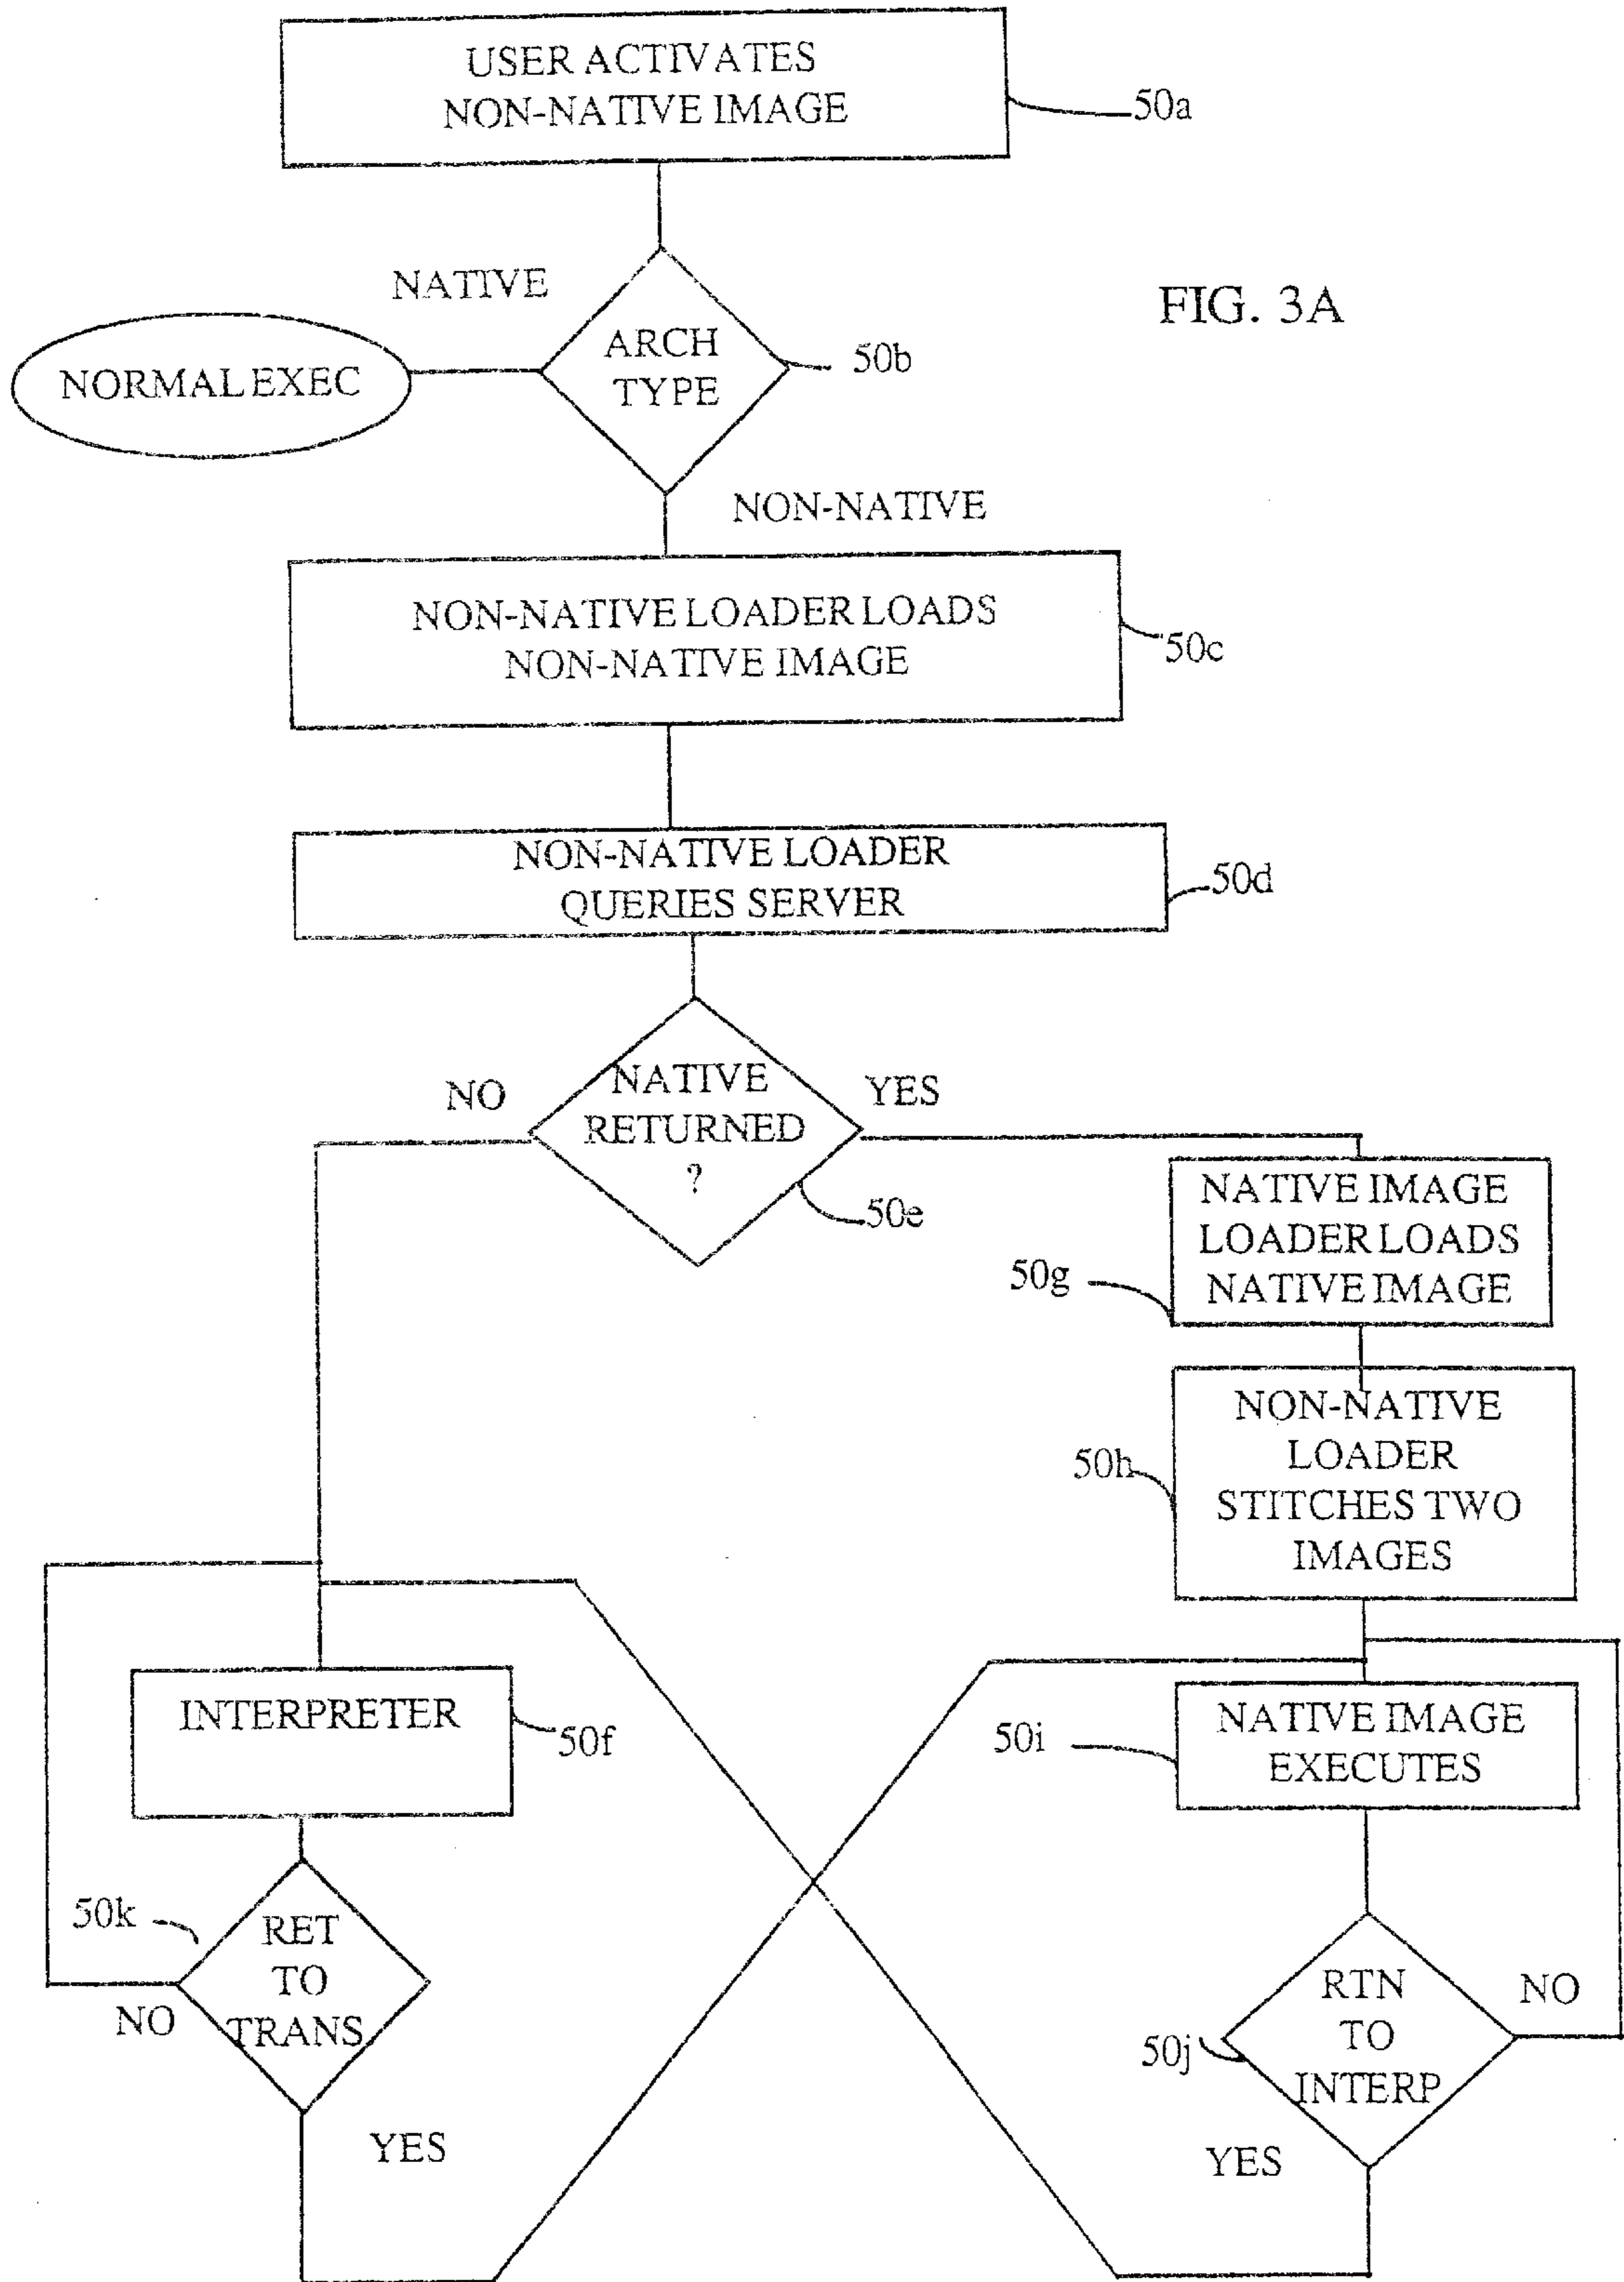 USER ACTIVATES
NON-NATIVE IMAGE
50a
FIG. 3A
NATIVE
NORMAL EXEC
ARCH
TYPE
50b
NON-NATIVE
NON-NATIVE LOADER LOADS
NON-NATIVE IMAGE
50c
NON-NATIVE LOADER
QUERIES SERVER
50d
NO
NATIVE
RETURNED
?
YES
50e
NATIVE IMAGE
LOADER LOADS
NATIVE IMAGE
50g
NON-NATIVE
LOADER
STITCHES TWO
IMAGES
50h
INTERPRETER
50f
NATIVE IMAGE
EXECUTES
50i
50k
RET
TO
TRANS
NO
YES
RTN
TO
INTERP
NO
50j
YES